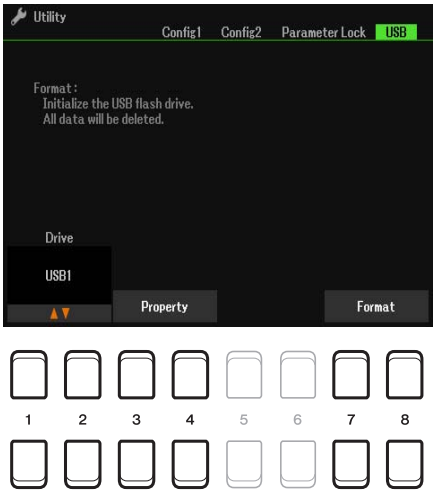 Utility
Config1 Config2 Parameter Lock USB
Format :
Initialize the USB flash drive.
All data will be deleted.
Drive
USB1
Property Format
1 2 3 4 5 6 7 8